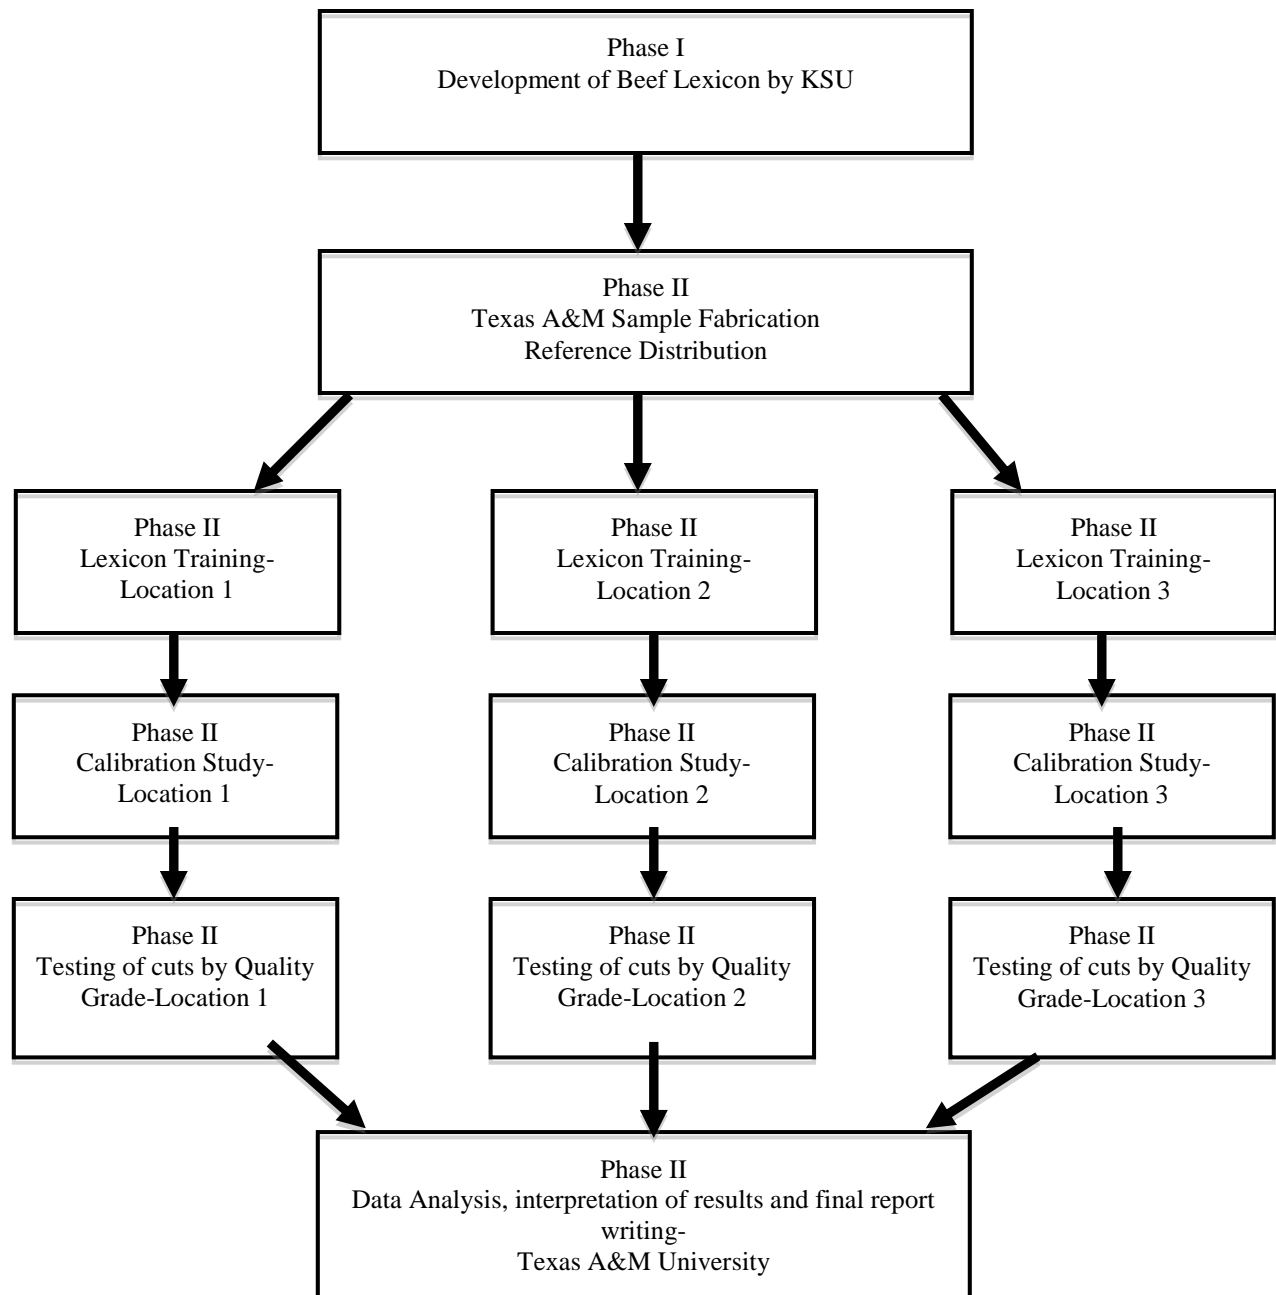 Phase I
Development of Beef Lexicon by KSU
Phase II
Texas A&M Sample Fabrication
Reference Distribution
Phase II
Lexicon Training-
Location 1
Phase II
Lexicon Training-
Location 2
Phase II
Lexicon Training-
Location 3
Phase II
Calibration Study-
Location 1
Phase II
Calibration Study-
Location 2
Phase II
Calibration Study-
Location 3
Phase II
Testing of cuts by Quality
Grade-Location 1
Phase II
Testing of cuts by Quality
Grade-Location 2
Phase II
Testing of cuts by Quality
Grade-Location 3
Phase II
Data Analysis, interpretation of results and final report
writing-
Texas A&M University